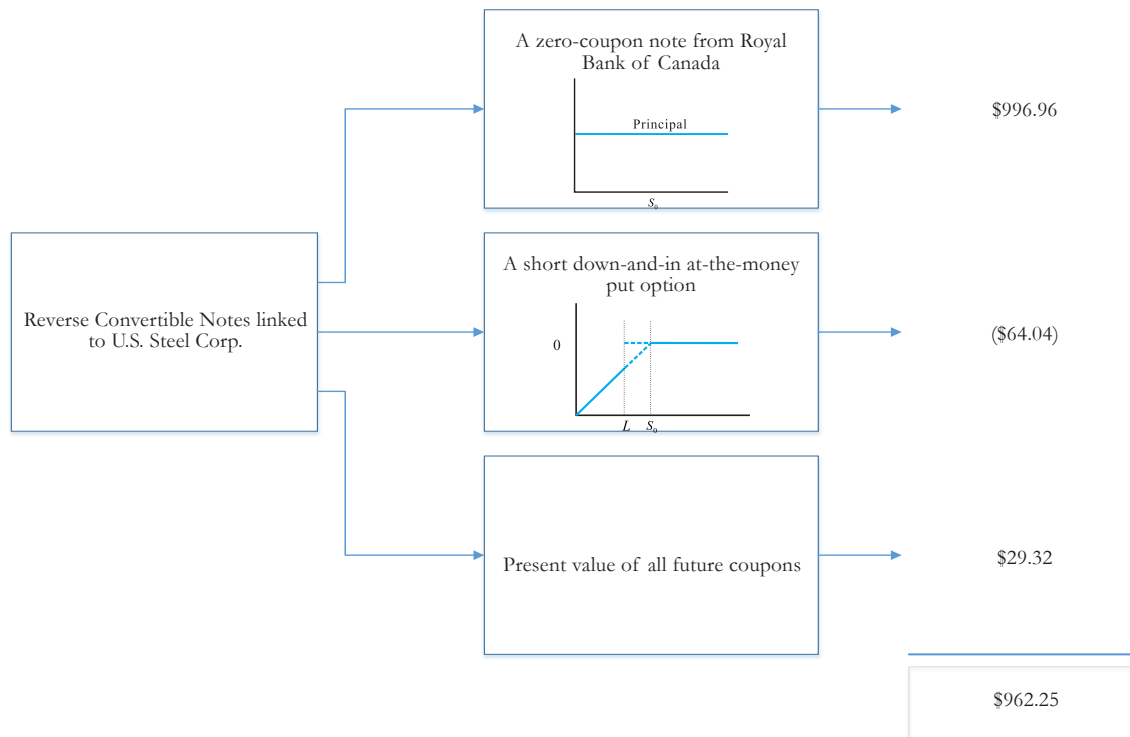 A zero-coupon note from Royal
Bank of Canada
Principal
S₀
$996.96
Reverse Convertible Notes linked
to U.S. Steel Corp.
A short down-and-in at-the-money
put option
0
L S₀
($64.04)
Present value of all future coupons
$29.32
$962.25